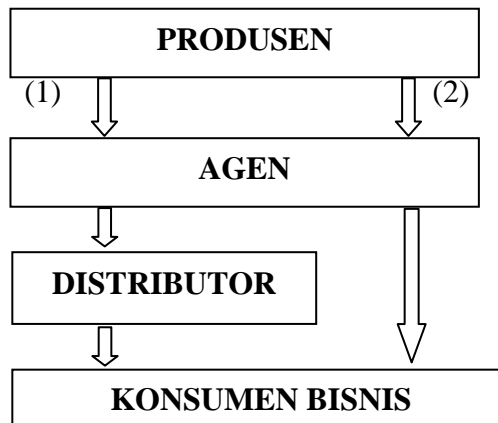 PRODUSEN
(1) (2)
AGEN
DISTRIBUTOR
KONSUMEN BISNIS